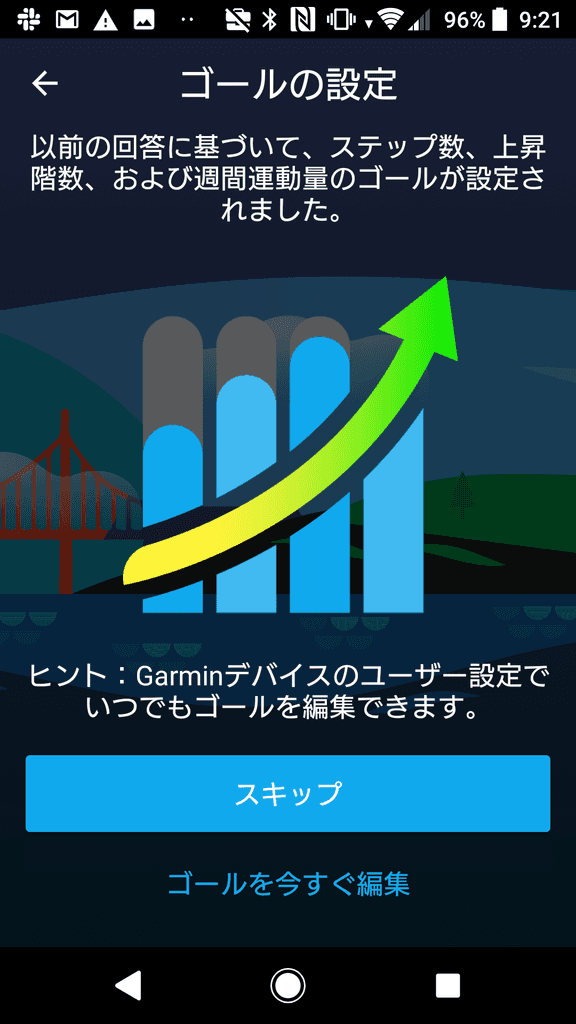 96% 9:21
ゴールの設定
以前の回答に基づいて、ステップ数、上昇
階数、および週間運動量のゴールが設定さ
れました。
ヒント：Garminデバイスのユーザー設定で
いつでもゴールを編集できます。
スキップ
ゴールを今すぐ編集